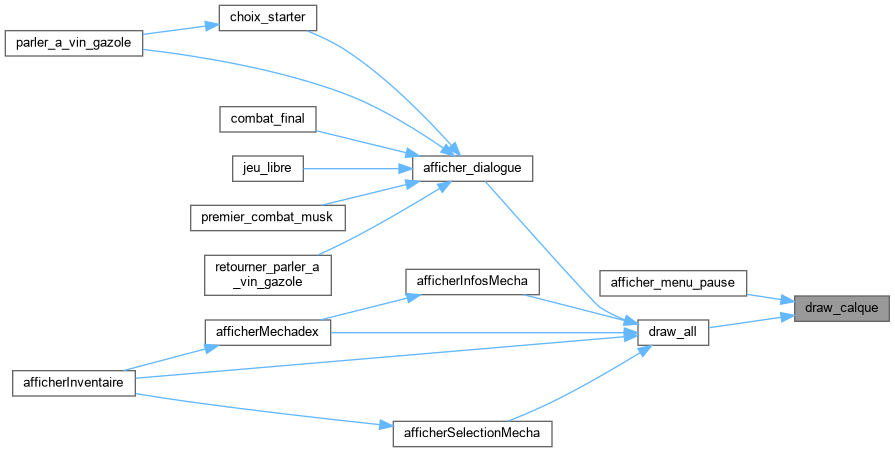 choix_starter
parler_a_vin_gazole
combat_final
jeu_libre
afficher_dialogue
premier_combat_musk
retourner_parler_a
_vin_gazole
afficherInfosMecha
afficher_menu_pause
draw_calque
afficherMechadex
draw_all
afficherInventaire
afficherSelectionMecha